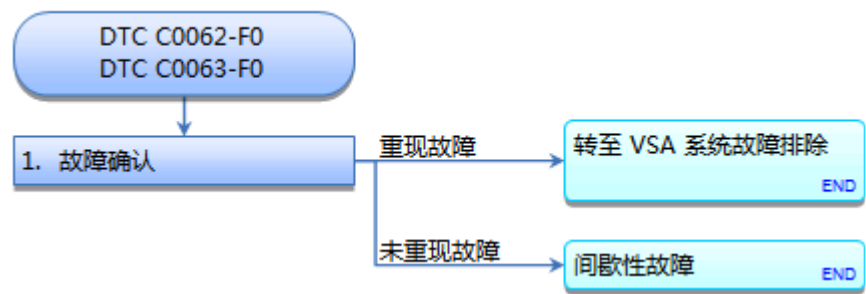 DTC C0062-F0
DTC C0063-F0
1. 故障确认
重现故障
转至 VSA 系统故障排除
END
未重现故障
间歇性故障
END